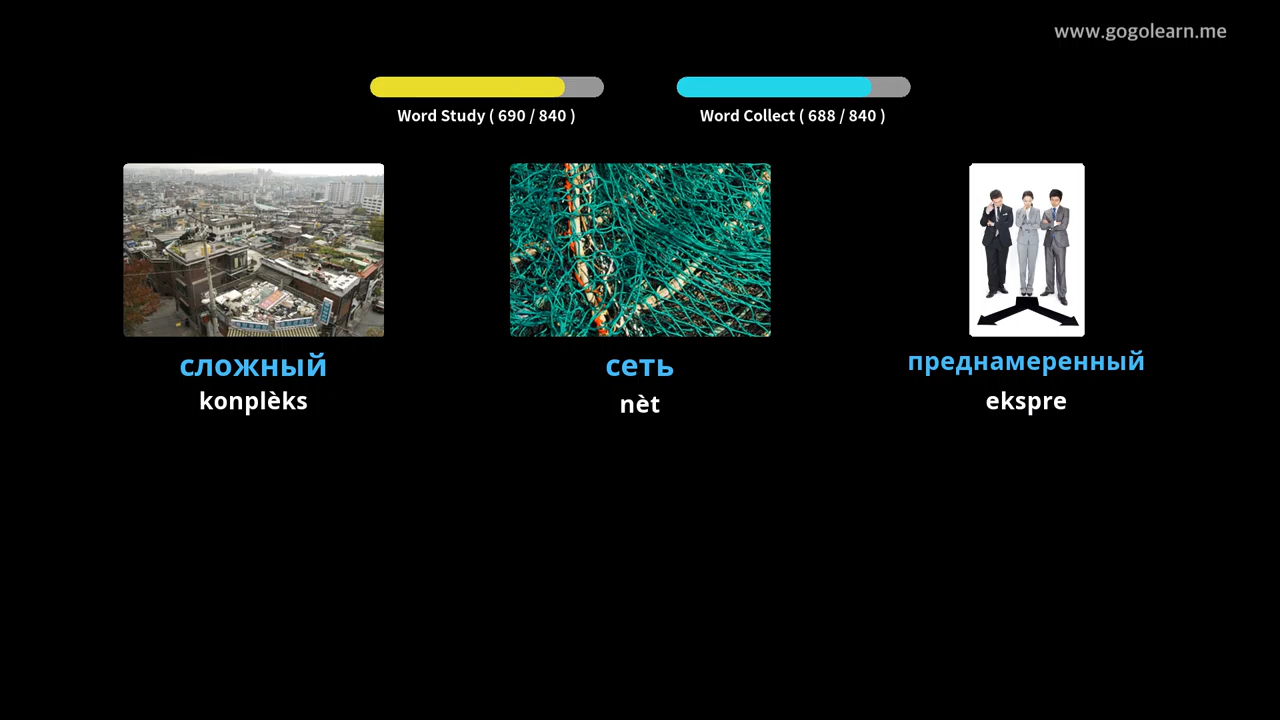 www.gogolearn.me
Word Study ( 690 / 840 )
Word Collect ( 688 / 840 )
сложный
konplèks
сеть
nèt
преднамеренный
ekspre